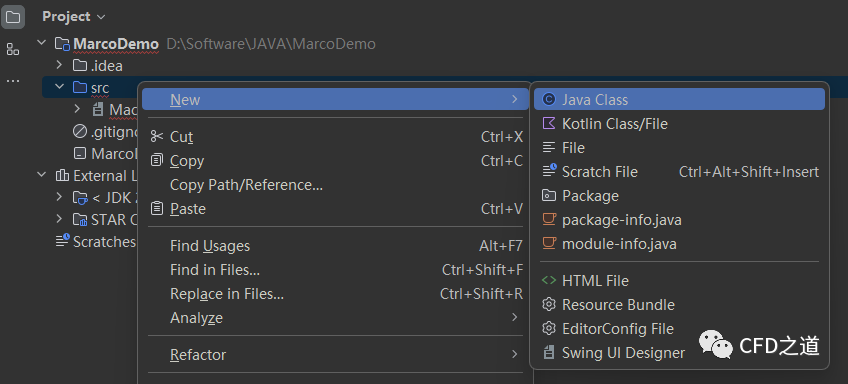 Project
MarcoDemo D:\Software\JAVA\MarcoDemo
.idea
src
Mac
.gitign
MarcoD
External L
< JDK 2
STAR C
Scratches
New
Cut Ctrl+X
Copy Ctrl+C
Copy Path/Reference...
Paste Ctrl+V
Find Usages Alt+F7
Find in Files... Ctrl+Shift+F
Replace in Files... Ctrl+Shift+R
Analyze
Refactor
Java Class
Kotlin Class/File
File
Scratch File Ctrl+Alt+Shift+Insert
Package
package-info.java
module-info.java
HTML File
Resource Bundle
EditorConfig File
Swing UI Designer
CFD之道